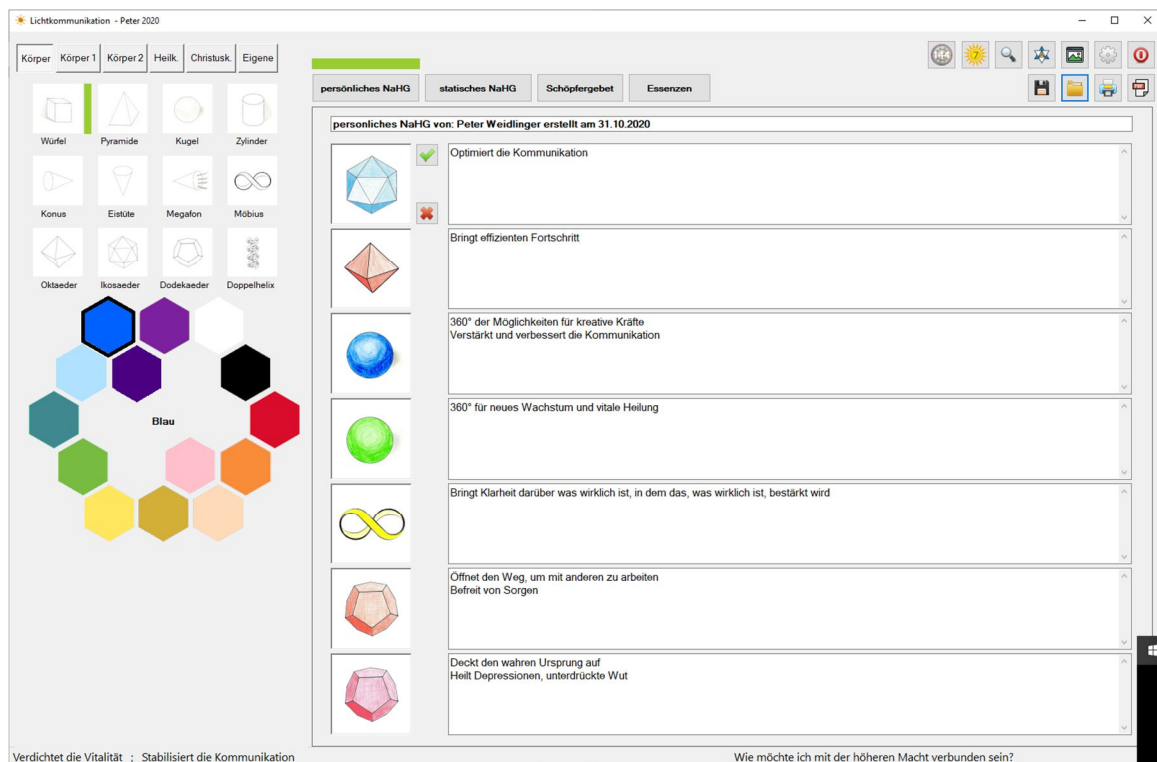 Lichtkommunikation - Peter 2020
Körper Körper 1 Körper 2 Heilk. Christusk. Eigene
persönliches NaHG statisches NaHG Schöpfergebet Essenzen
Würfel Pyramide Kugel Zylinder
Konus Eistüte Megafon Möbius
Oktaeder Ikosaeder Dodekaeder Doppelhelix
Blau
7
personliches NaHG von: Peter Weidlinger erstellt am 31.10.2020
Optimiert die Kommunikation
Bringt effizienten Fortschritt
360° der Möglichkeiten für kreative Kräfte
Verstärkt und verbessert die Kommunikation
360° für neues Wachstum und vitale Heilung
Bringt Klarheit darüber was wirklich ist, in dem das, was wirklich ist, bestärkt wird
Öffnet den Weg, um mit anderen zu arbeiten
Befreit von Sorgen
Deckt den wahren Ursprung auf
Heilt Depressionen, unterdrückte Wut
Verdichtet die Vitalität ; Stabilisiert die Kommunikation
Wie möchte ich mit der höheren Macht verbunden sein?